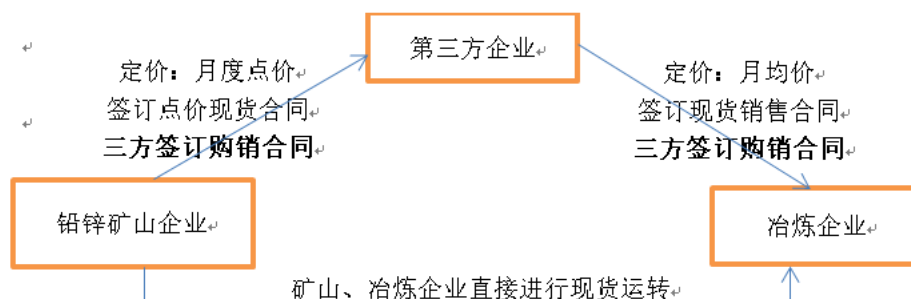 第三方企业
定价：月度点价
签订点价现货合同
三方签订购销合同
定价：月均价
签订现货销售合同
三方签订购销合同
铅锌矿山企业
冶炼企业
矿山、冶炼企业直接进行现货运转